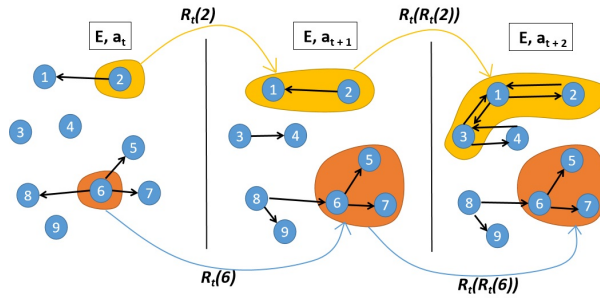 R_t(2)
R_t(R_t(2))
E, a_t
E, a_{t+1}
E, a_{t+2}
1 2
1 2
1 2
3 4
3 4
3 4
5
5
5
8 6 7
8 6 7
8 6 7
9
9
9
R_t(6)
R_t(R_t(6))